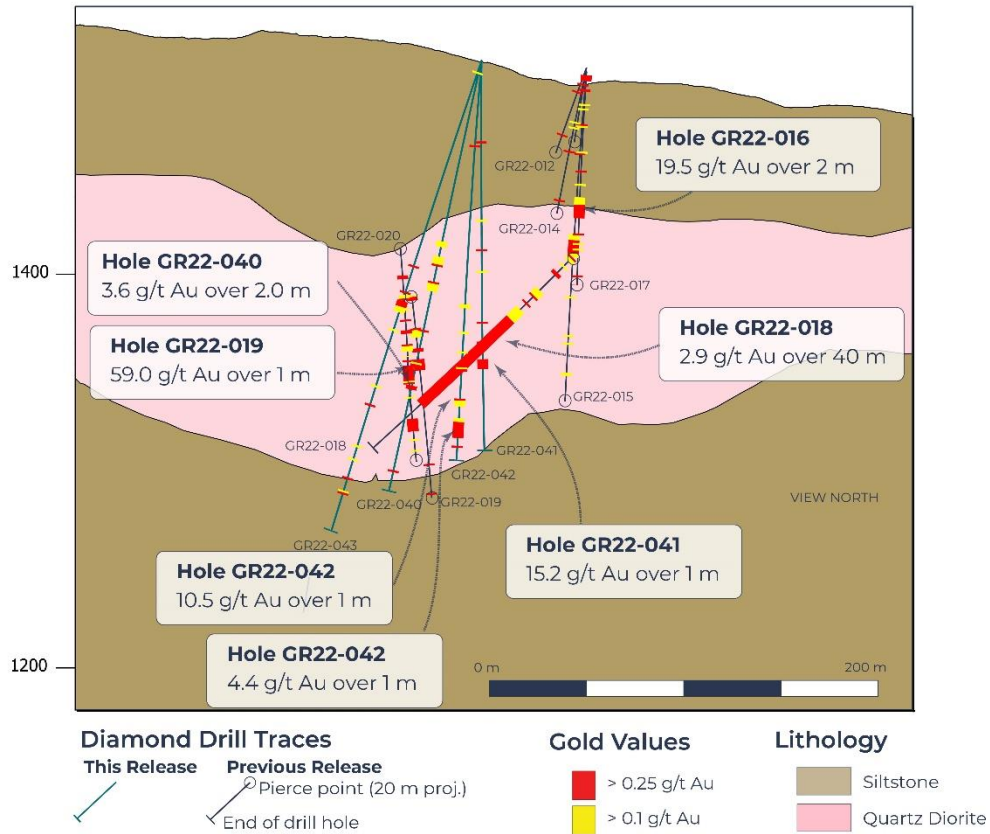 Hole GR22-016
19.5 g/t Au over 2 m
GR22-012
GR22-014
GR22-020
1400
Hole GR22-040
3.6 g/t Au over 2.0 m
GR22-017
Hole GR22-018
2.9 g/t Au over 40 m
Hole GR22-019
59.0 g/t Au over 1 m
GR22-015
GR22-018
GR22-041
GR22-042
GR22-040
GR22-019
VIEW NORTH
GR22-043
Hole GR22-041
15.2 g/t Au over 1 m
Hole GR22-042
10.5 g/t Au over 1 m
Hole GR22-042
4.4 g/t Au over 1 m
1200
0 m
200 m
Diamond Drill Traces
This Release
Previous Release
Pierce point (20 m proj.)
End of drill hole
Gold Values
> 0.25 g/t Au
> 0.1 g/t Au
Lithology
Siltstone
Quartz Diorite